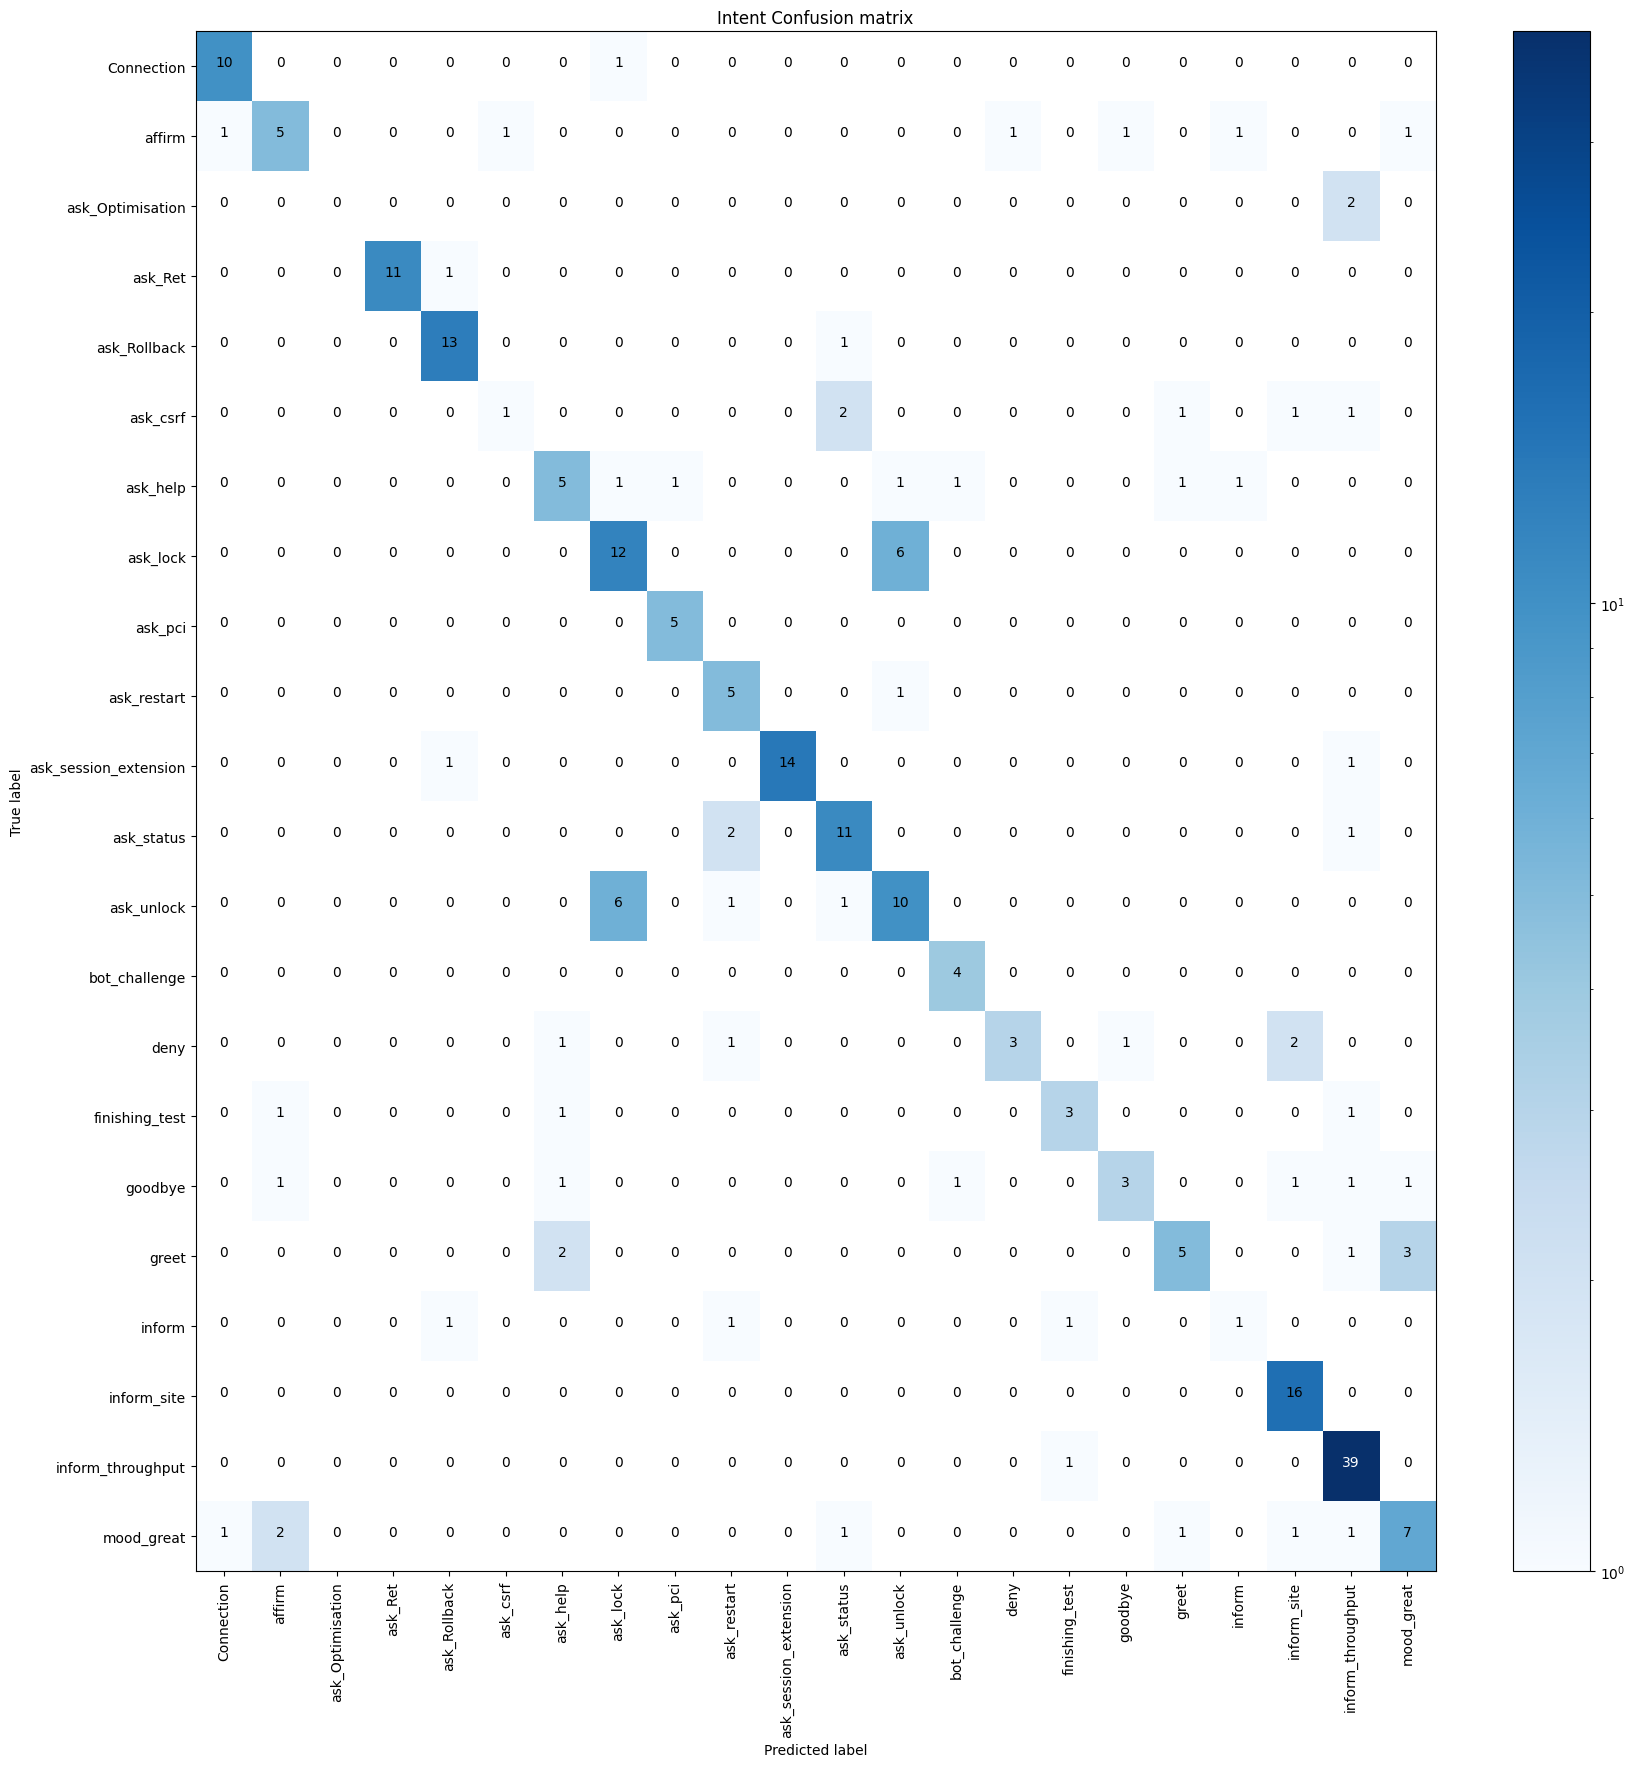 Intent Confusion matrix
Connection 10 0 0 0 0 0 0 1 0 0 0 0 0 0 0 0 0 0 0 0 0 0
affirm 1 5 0 0 0 1 0 0 0 0 0 0 0 0 1 0 1 0 1 0 0 1
ask_Optimisation 0 0 0 0 0 0 0 0 0 0 0 0 0 0 0 0 0 0 0 0 2 0
ask_Ret 0 0 0 11 1 0 0 0 0 0 0 0 0 0 0 0 0 0 0 0 0 0
ask_Rollback 0 0 0 0 13 0 0 0 0 0 0 1 0 0 0 0 0 0 0 0 0 0
ask_csrf 0 0 0 0 0 1 0 0 0 0 0 2 0 0 0 0 0 1 0 1 1 0
ask_help 0 0 0 0 0 0 5 1 1 0 0 0 1 1 0 0 0 1 1 0 0 0
ask_lock 0 0 0 0 0 0 0 12 0 0 0 0 6 0 0 0 0 0 0 0 0 0
ask_pci 0 0 0 0 0 0 0 0 5 0 0 0 0 0 0 0 0 0 0 0 0 0
10¹
ask_restart 0 0 0 0 0 0 0 0 0 5 0 0 1 0 0 0 0 0 0 0 0 0
ask_session_extension 0 0 0 0 1 0 0 0 0 0 14 0 0 0 0 0 0 0 0 0 1 0
True label
ask_status 0 0 0 0 0 0 0 0 0 2 0 11 0 0 0 0 0 0 0 0 1 0
ask_unlock 0 0 0 0 0 0 0 6 0 1 0 1 10 0 0 0 0 0 0 0 0 0
bot_challenge 0 0 0 0 0 0 0 0 0 0 0 0 0 4 0 0 0 0 0 0 0 0
deny 0 0 0 0 0 0 1 0 0 1 0 0 0 0 3 0 1 0 0 2 0 0
finishing_test 0 1 0 0 0 0 1 0 0 0 0 0 0 0 0 3 0 0 0 0 1 0
goodbye 0 1 0 0 0 0 1 0 0 0 0 0 0 1 0 0 3 0 0 1 1 1
greet 0 0 0 0 0 0 2 0 0 0 0 0 0 0 0 0 0 5 0 0 1 3
inform 0 0 0 0 1 0 0 0 0 1 0 0 0 0 0 1 0 0 1 0 0 0
inform_site 0 0 0 0 0 0 0 0 0 0 0 0 0 0 0 0 0 0 0 16 0 0
inform_throughput 0 0 0 0 0 0 0 0 0 0 0 0 0 0 0 1 0 0 0 0 39 0
mood_great 1 2 0 0 0 0 0 0 0 0 0 1 0 0 0 0 0 1 0 1 1 7
10⁰
Connection
affirm
ask_Optimisation
ask_Ret
ask_Rollback
ask_csrf
ask_help
ask_lock
ask_pci
ask_restart
ask_session_extension
ask_status
ask_unlock
bot_challenge
deny
finishing_test
goodbye
greet
inform
inform_site
inform_throughput
mood_great
Predicted label